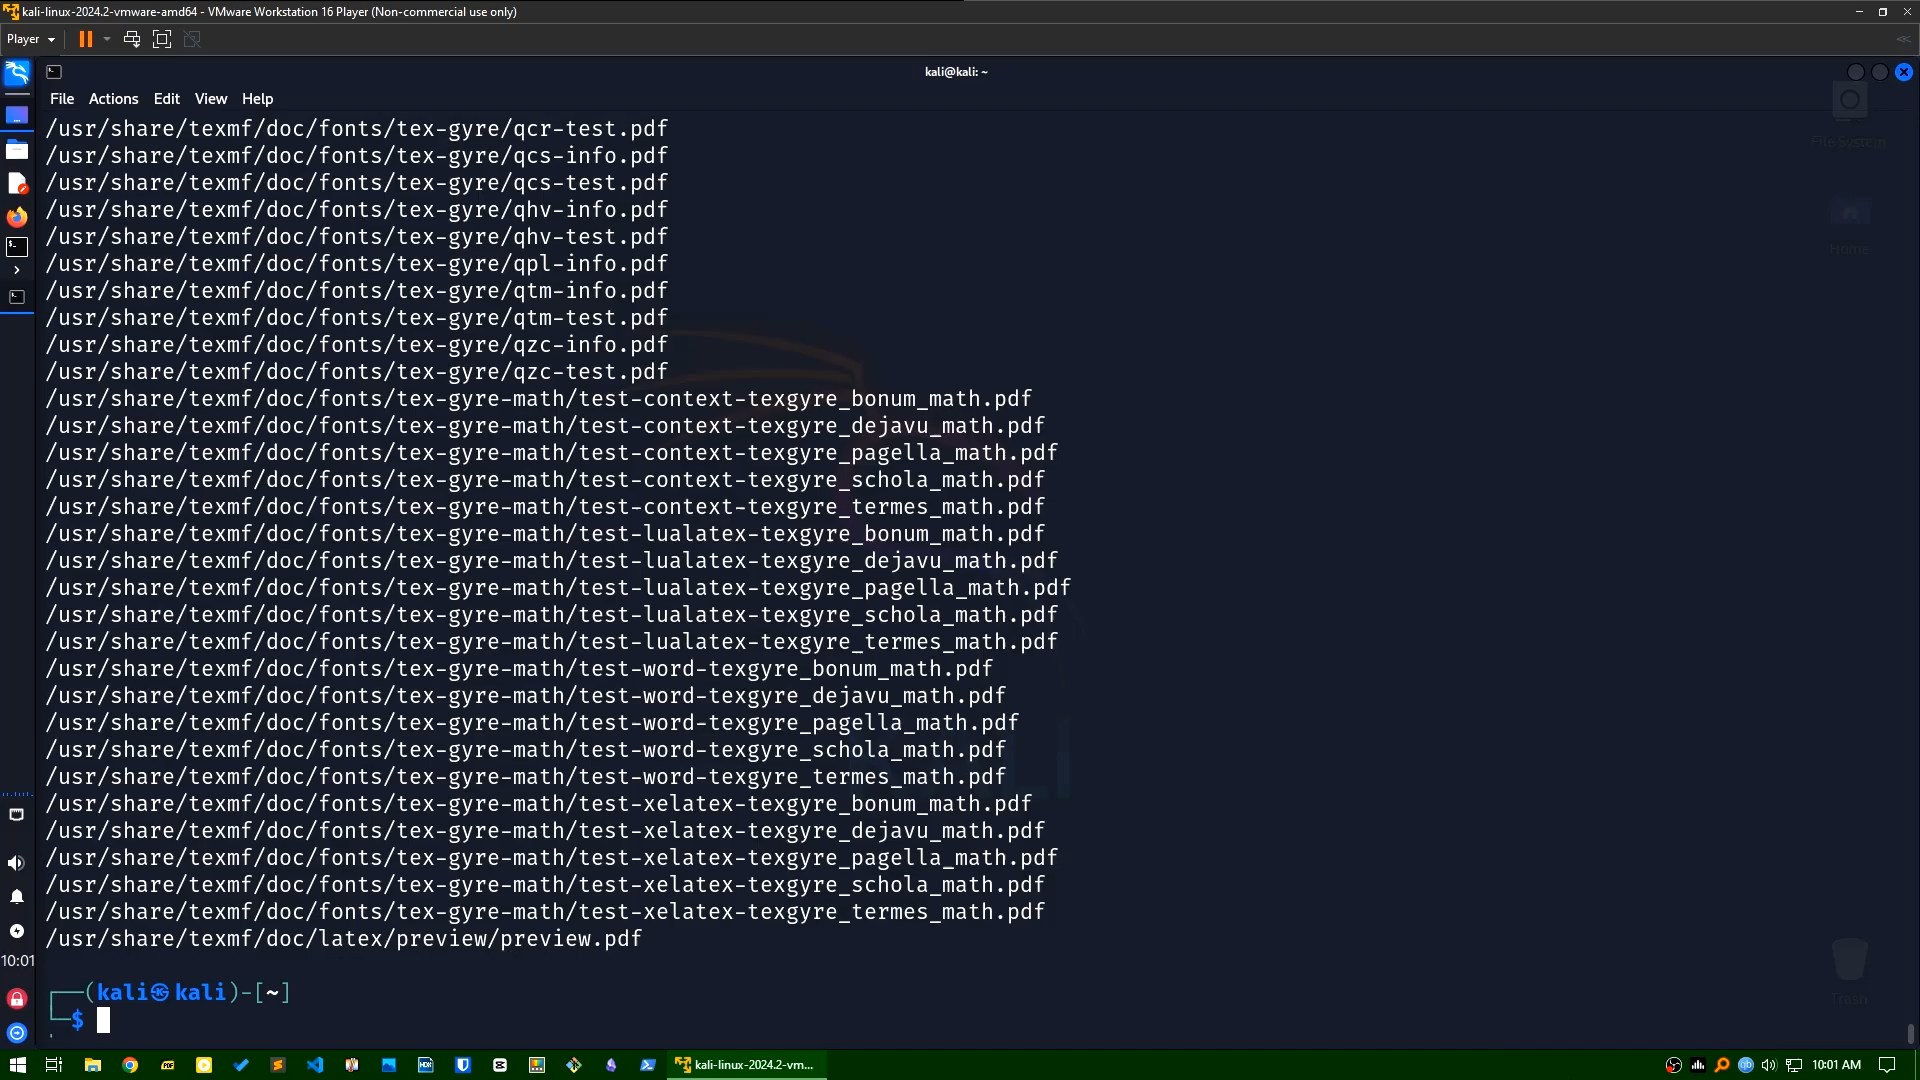 kali-linux-2024.2-vmware-amd64 - VMware Workstation 16 Player (Non-commercial use only)
Player
kali@kali: ~
File Actions Edit View Help
/usr/share/texmf/doc/fonts/tex-gyre/qcr-test.pdf
/usr/share/texmf/doc/fonts/tex-gyre/qcs-info.pdf
/usr/share/texmf/doc/fonts/tex-gyre/qcs-test.pdf
/usr/share/texmf/doc/fonts/tex-gyre/qhv-info.pdf
/usr/share/texmf/doc/fonts/tex-gyre/qhv-test.pdf
/usr/share/texmf/doc/fonts/tex-gyre/qpl-info.pdf
/usr/share/texmf/doc/fonts/tex-gyre/qtm-info.pdf
/usr/share/texmf/doc/fonts/tex-gyre/qtm-test.pdf
/usr/share/texmf/doc/fonts/tex-gyre/qzc-info.pdf
/usr/share/texmf/doc/fonts/tex-gyre/qzc-test.pdf
/usr/share/texmf/doc/fonts/tex-gyre-math/test-context-texgyre_bonum_math.pdf
/usr/share/texmf/doc/fonts/tex-gyre-math/test-context-texgyre_dejavu_math.pdf
/usr/share/texmf/doc/fonts/tex-gyre-math/test-context-texgyre_pagella_math.pdf
/usr/share/texmf/doc/fonts/tex-gyre-math/test-context-texgyre_schola_math.pdf
/usr/share/texmf/doc/fonts/tex-gyre-math/test-context-texgyre_termes_math.pdf
/usr/share/texmf/doc/fonts/tex-gyre-math/test-lualatex-texgyre_bonum_math.pdf
/usr/share/texmf/doc/fonts/tex-gyre-math/test-lualatex-texgyre_dejavu_math.pdf
/usr/share/texmf/doc/fonts/tex-gyre-math/test-lualatex-texgyre_pagella_math.pdf
/usr/share/texmf/doc/fonts/tex-gyre-math/test-lualatex-texgyre_schola_math.pdf
/usr/share/texmf/doc/fonts/tex-gyre-math/test-lualatex-texgyre_termes_math.pdf
/usr/share/texmf/doc/fonts/tex-gyre-math/test-word-texgyre_bonum_math.pdf
/usr/share/texmf/doc/fonts/tex-gyre-math/test-word-texgyre_dejavu_math.pdf
/usr/share/texmf/doc/fonts/tex-gyre-math/test-word-texgyre_pagella_math.pdf
/usr/share/texmf/doc/fonts/tex-gyre-math/test-word-texgyre_schola_math.pdf
/usr/share/texmf/doc/fonts/tex-gyre-math/test-word-texgyre_termes_math.pdf
/usr/share/texmf/doc/fonts/tex-gyre-math/test-xelatex-texgyre_bonum_math.pdf
/usr/share/texmf/doc/fonts/tex-gyre-math/test-xelatex-texgyre_dejavu_math.pdf
/usr/share/texmf/doc/fonts/tex-gyre-math/test-xelatex-texgyre_pagella_math.pdf
/usr/share/texmf/doc/fonts/tex-gyre-math/test-xelatex-texgyre_schola_math.pdf
/usr/share/texmf/doc/fonts/tex-gyre-math/test-xelatex-texgyre_termes_math.pdf
/usr/share/texmf/doc/latex/preview/preview.pdf
┌──(kali㉿kali)-[~]
└─$
File System
Home
Trash
10:01
kali-linux-2024.2-vm...
10:01 AM